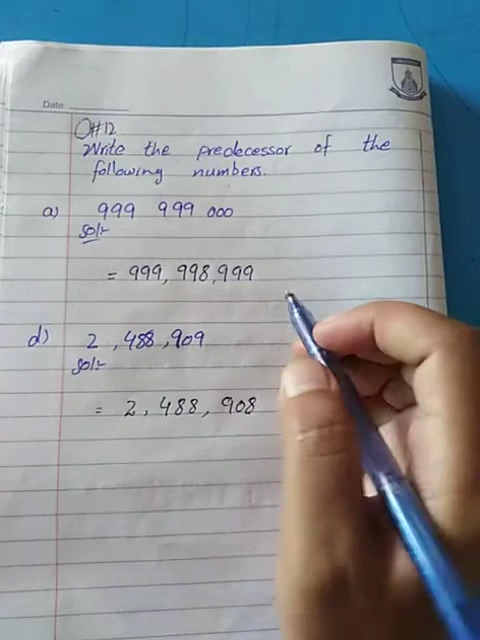 Date:
Q#12
Write the predecessor of the
following numbers.
a) 999 999 000
Sol:-
= 999,998,999
d) 2,488,909
Sol:-
= 2,488,908